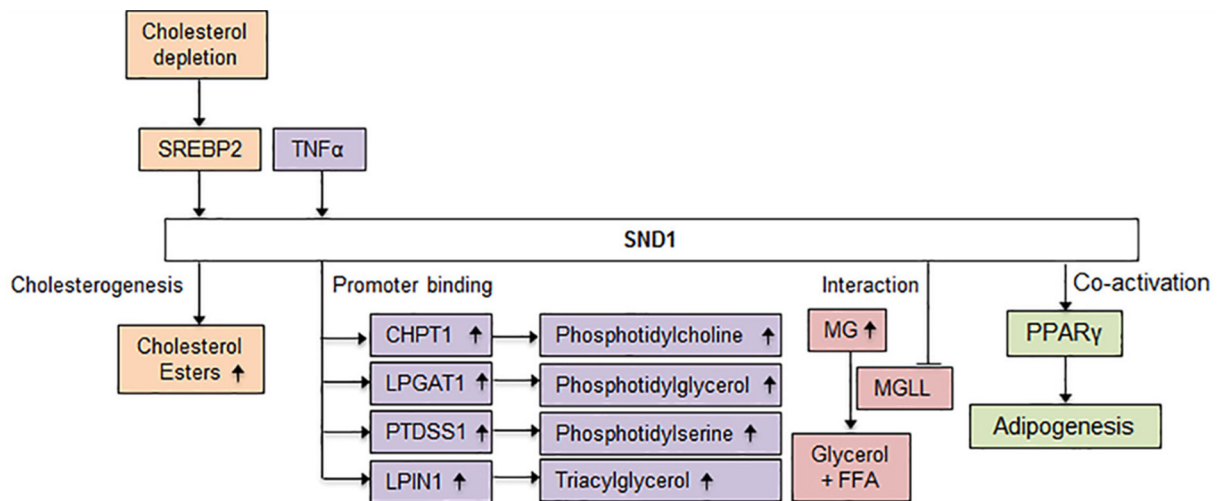 Cholesterol
depletion
SREBP2
TNFα
SND1
Cholesterogenesis
Promoter binding
Interaction
Co-activation
Cholesterol
Esters ↑
CHPT1 ↑
Phosphotidylcholine ↑
LPGAT1 ↑
Phosphotidylglycerol ↑
PTDSS1 ↑
Phosphotidylserine ↑
LPIN1 ↑
Triacylglycerol ↑
MG ↑
MGLL
Glycerol
+ FFA
PPARγ
Adipogenesis